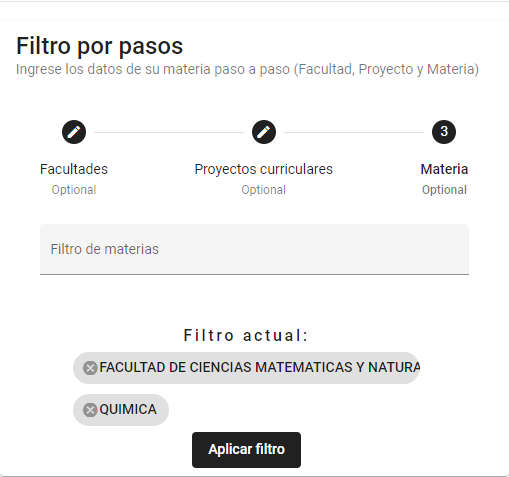 Filtro por pasos
Ingrese los datos de su materia paso a paso (Facultad, Proyecto y Materia)
3
Facultades Proyectos curriculares Materia
Optional Optional Optional
Filtro de materias
Filtro actual:
FACULTAD DE CIENCIAS MATEMATICAS Y NATURA
QUIMICA
Aplicar filtro